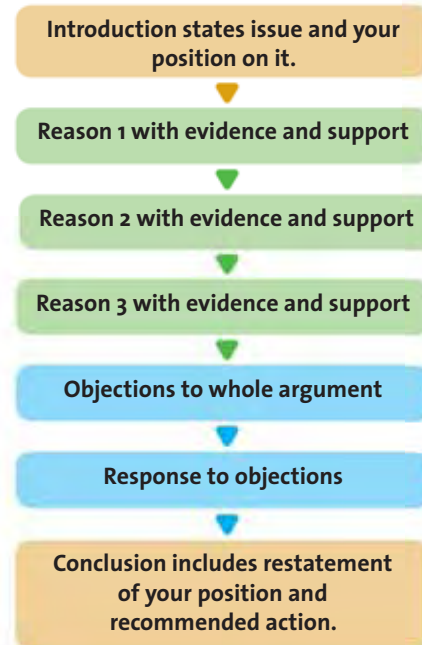 Introduction states issue and your
position on it.
Reason 1 with evidence and support
Reason 2 with evidence and support
Reason 3 with evidence and support
Objections to whole argument
Response to objections
Conclusion includes restatement
of your position and
recommended action.